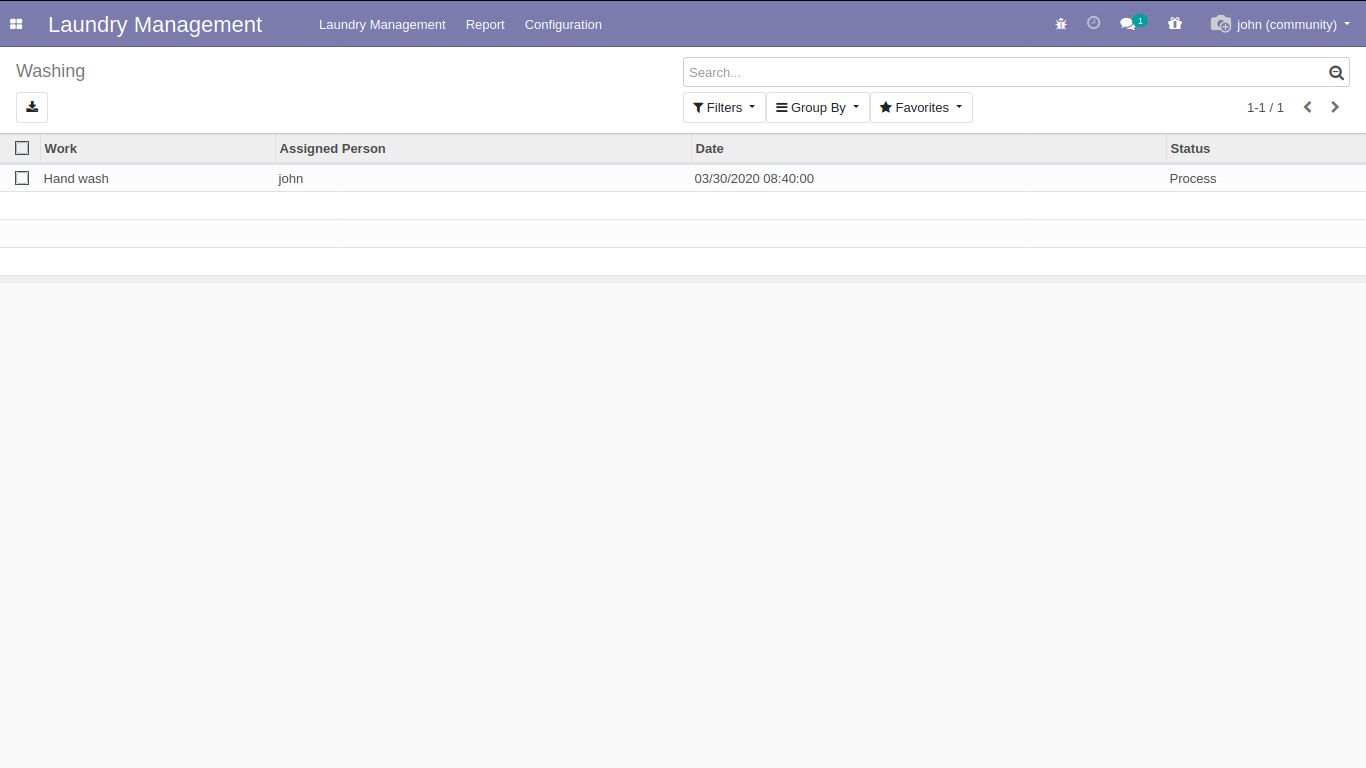 Laundry Management Laundry Management Report Configuration 1 john (community)
Washing Search...
Filters Group By Favorites 1-1 / 1
Work Assigned Person Date Status
Hand wash john 03/30/2020 08:40:00 Process